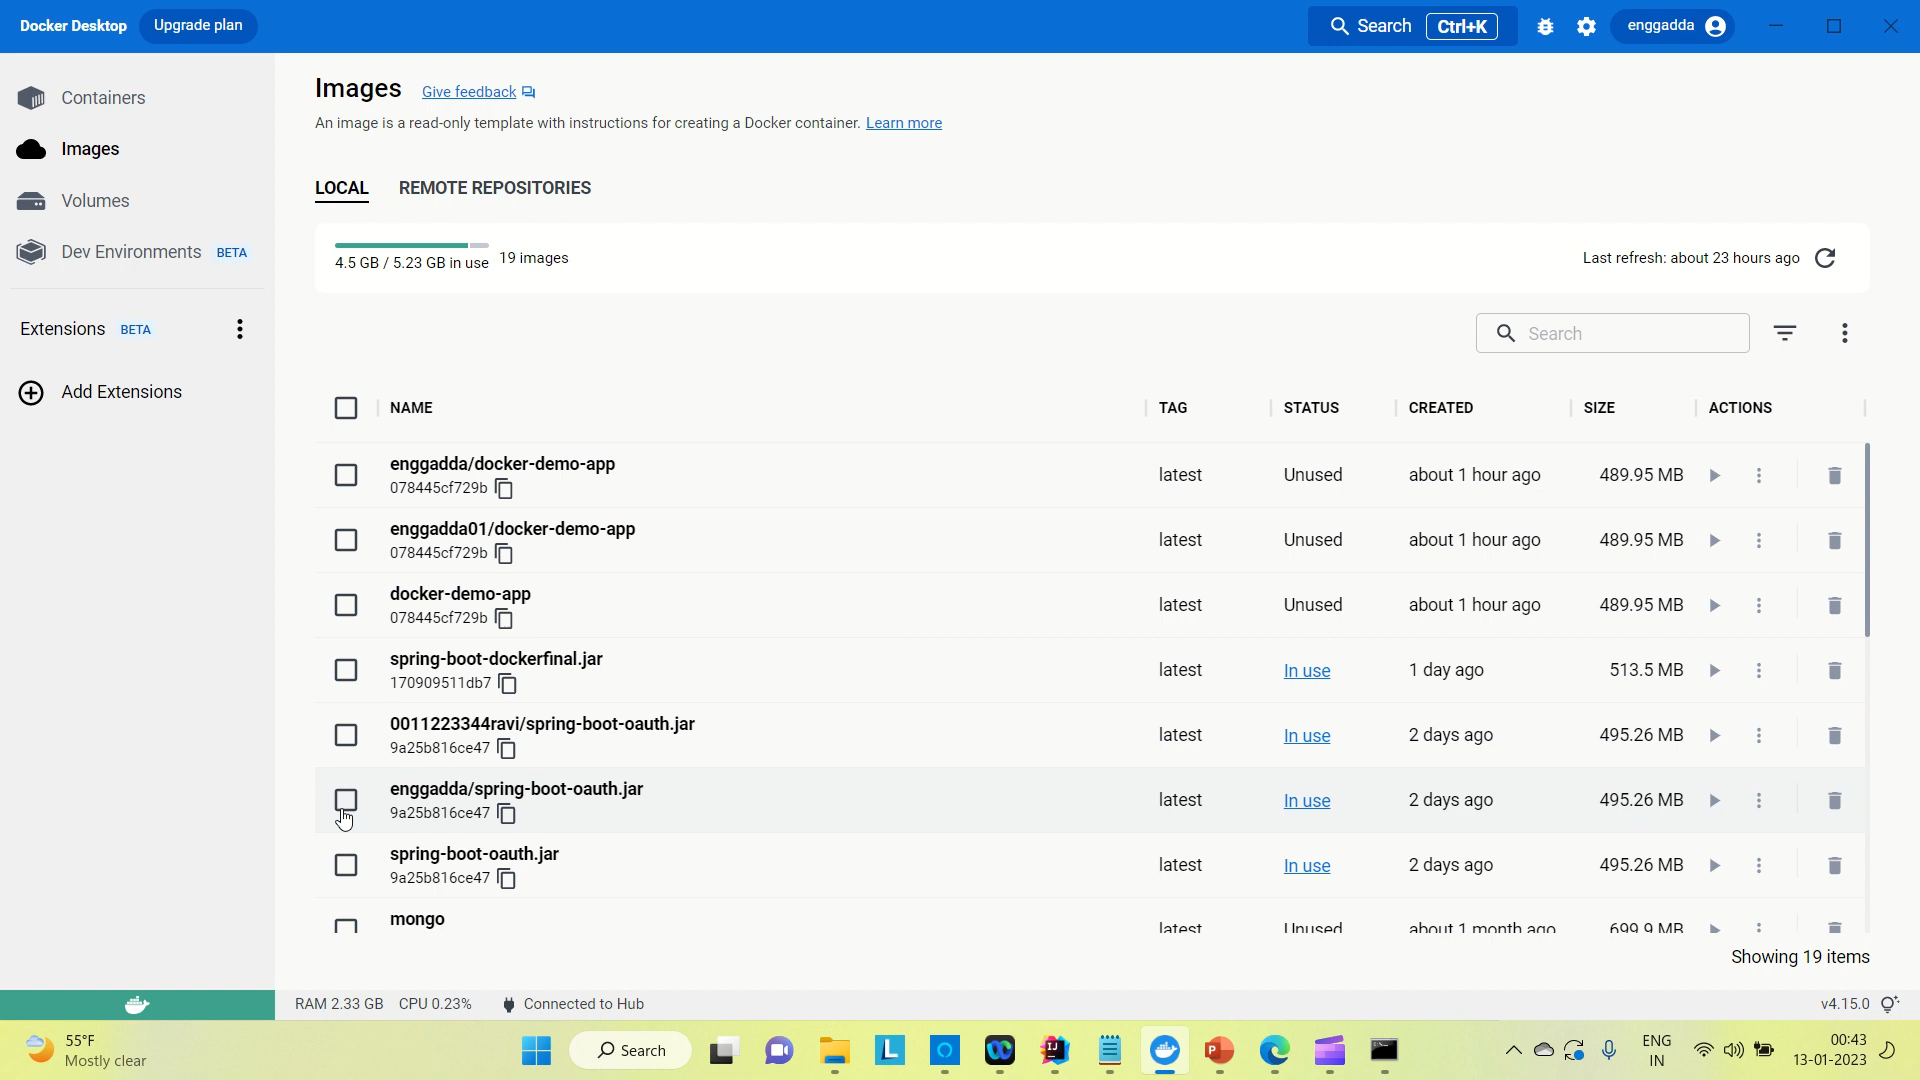 Docker Desktop Upgrade plan Search Ctrl+K enggadda
Containers
Images
Volumes
Dev Environments BETA
Extensions BETA
Add Extensions
Images Give feedback
An image is a read-only template with instructions for creating a Docker container. Learn more
LOCAL REMOTE REPOSITORIES
4.5 GB / 5.23 GB in use 19 images Last refresh: about 23 hours ago
Search
NAME TAG STATUS CREATED SIZE ACTIONS
enggadda/docker-demo-app
078445cf729b
latest Unused about 1 hour ago 489.95 MB
enggadda01/docker-demo-app
078445cf729b
latest Unused about 1 hour ago 489.95 MB
docker-demo-app
078445cf729b
latest Unused about 1 hour ago 489.95 MB
spring-boot-dockerfinal.jar
170909511db7
latest In use 1 day ago 513.5 MB
0011223344ravi/spring-boot-oauth.jar
9a25b816ce47
latest In use 2 days ago 495.26 MB
enggadda/spring-boot-oauth.jar
9a25b816ce47
latest In use 2 days ago 495.26 MB
spring-boot-oauth.jar
9a25b816ce47
latest In use 2 days ago 495.26 MB
mongo
latest Unused about 1 month ago 699.9 MB
Showing 19 items
RAM 2.33 GB CPU 0.23% Connected to Hub v4.15.0
55°F
Mostly clear
Search
ENG
IN
00:43
13-01-2023